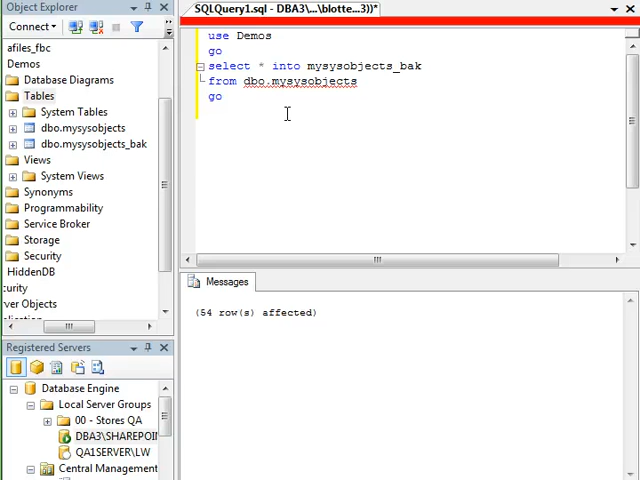 Object Explorer
Connect
afiles_fbc
Demos
Database Diagrams
Tables
System Tables
dbo.mysysobjects
dbo.mysysobjects_bak
Views
System Views
Synonyms
Programmability
Service Broker
Storage
Security
HiddenDB
curity
ver Objects
Registered Servers
Database Engine
Local Server Groups
00 - Stores QA
DBA3\SHAREPOIN
QA1SERVER\LW
Central Management
SQLQuery1.sql - DBA3\...\blotte...3))*
use Demos
go
select * into mysysobjects_bak
from dbo.mysysobjects
go
Messages
(54 row(s) affected)